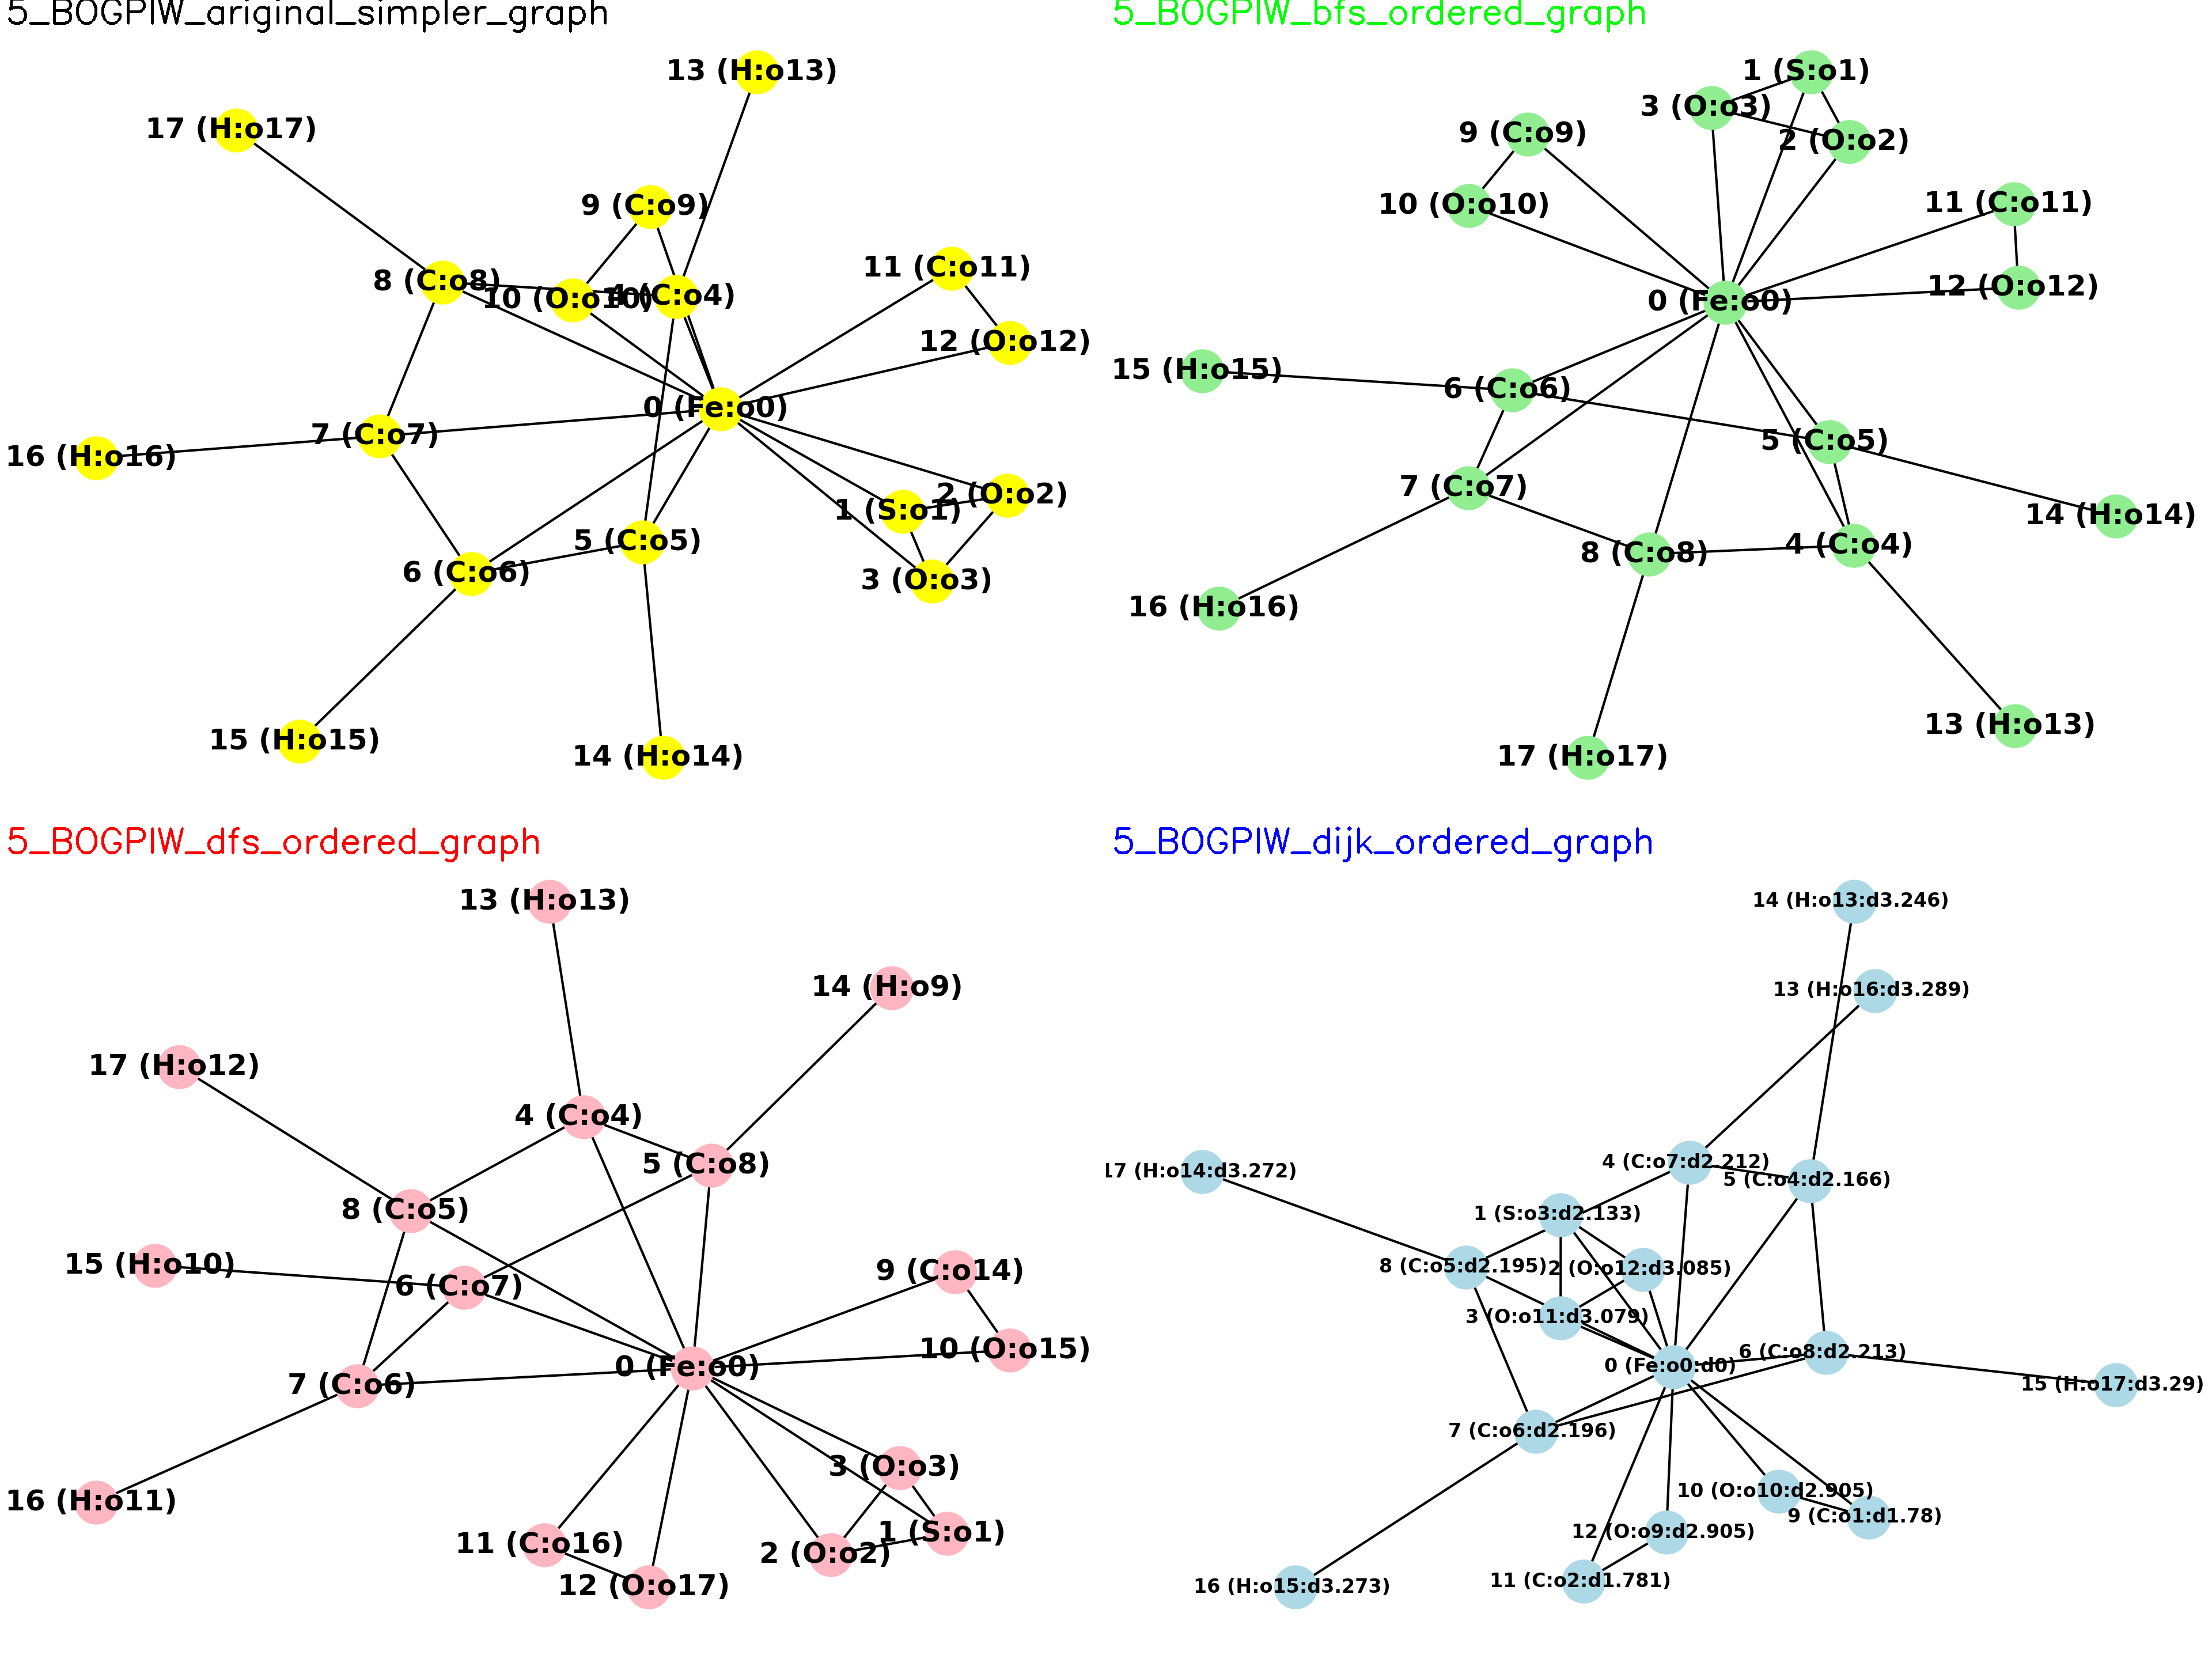 5_BOGPIW_ariginal_simpler_graph
13 (H:o13)
17 (H:o17)
9 (C:o9)
11 (C:o11)
8 (C:o8)
10 (O:o10)
4 (C:o4)
12 (O:o12)
0 (Fe:o0)
7 (C:o7)
16 (H:o16)
2 (O:o2)
1 (S:o1)
5 (C:o5)
6 (C:o6)
3 (O:o3)
15 (H:o15)
14 (H:o14)
5_BOGPIW_bfs_ordered_graph
1 (S:o1)
3 (O:o3)
9 (C:o9)
2 (O:o2)
10 (O:o10)
11 (C:o11)
12 (O:o12)
0 (Fe:o0)
15 (H:o15)
6 (C:o6)
5 (C:o5)
7 (C:o7)
14 (H:o14)
8 (C:o8)
4 (C:o4)
16 (H:o16)
13 (H:o13)
17 (H:o17)
5_BOGPIW_dfs_ordered_graph
13 (H:o13)
14 (H:o9)
17 (H:o12)
4 (C:o4)
5 (C:o8)
8 (C:o5)
15 (H:o10)
6 (C:o7)
9 (C:o14)
10 (O:o15)
0 (Fe:o0)
7 (C:o6)
3 (O:o3)
16 (H:o11)
1 (S:o1)
11 (C:o16)
2 (O:o2)
12 (O:o17)
5_BOGPIW_dijk_ordered_graph
14 (H:o13:d3.246)
13 (H:o16:d3.289)
4 (C:o7:d2.212)
17 (H:o14:d3.272)
5 (C:o4:d2.166)
1 (S:o3:d2.133)
8 (C:o5:d2.195)
2 (O:o12:d3.085)
3 (O:o11:d3.079)
6 (C:o8:d2.213)
0 (Fe:o0:d0)
15 (H:o17:d3.29)
7 (C:o6:d2.196)
10 (O:o10:d2.905)
9 (C:o1:d1.78)
12 (O:o9:d2.905)
11 (C:o2:d1.781)
16 (H:o15:d3.273)